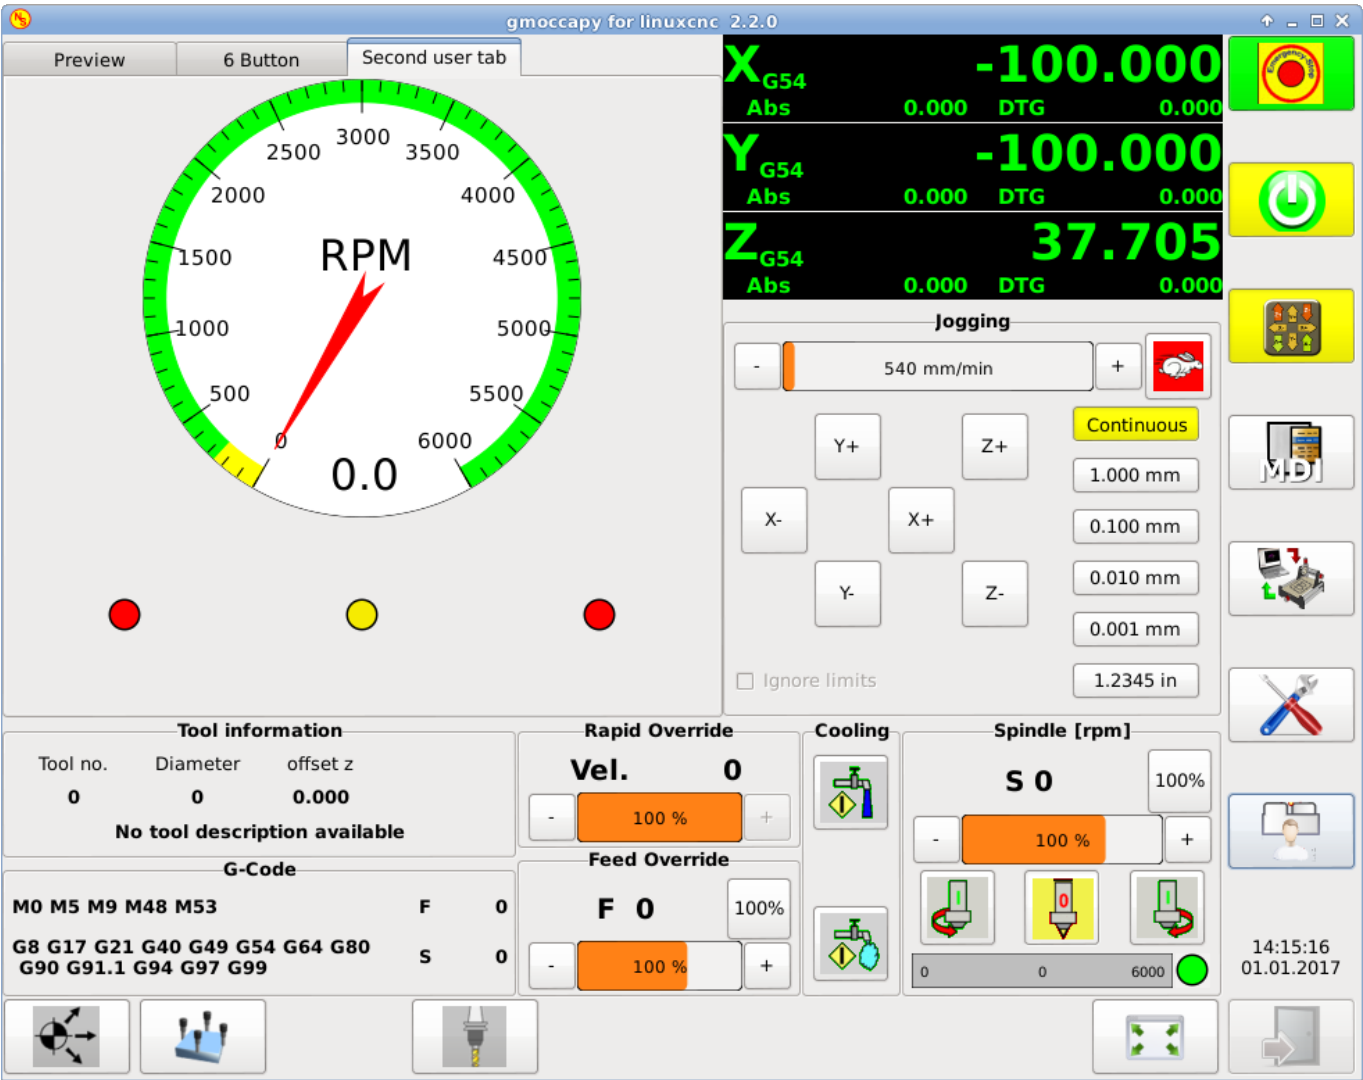 gmoccapy for linuxcnc 2.2.0
Preview
6 Button
Second user tab
3000
2500
3500
2000
4000
RPM
1500
4500
1000
5000
500
5500
0
6000
0.0
X G54 -100.000
Abs 0.000 DTG 0.000
Y G54 -100.000
Abs 0.000 DTG 0.000
Z G54 37.705
Abs 0.000 DTG 0.000
Emergency-Stop
Jogging
- 540 mm/min +
Continuous
Y+ Z+
1.000 mm
X- X+
0.100 mm
0.010 mm
Y- Z-
0.001 mm
Ignore limits
1.2345 in
MDI
Tool information
Tool no. Diameter offset z
0 0 0.000
No tool description available
G-Code
M0 M5 M9 M48 M53
F 0
G8 G17 G21 G40 G49 G54 G64 G80
G90 G91.1 G94 G97 G99
S 0
Rapid Override
Vel. 0
- 100 % +
Feed Override
F 0 100%
- 100 % +
Cooling
Spindle [rpm]
S 0 100%
- 100 % +
I 0 I
0 0 6000
14:15:16
01.01.2017